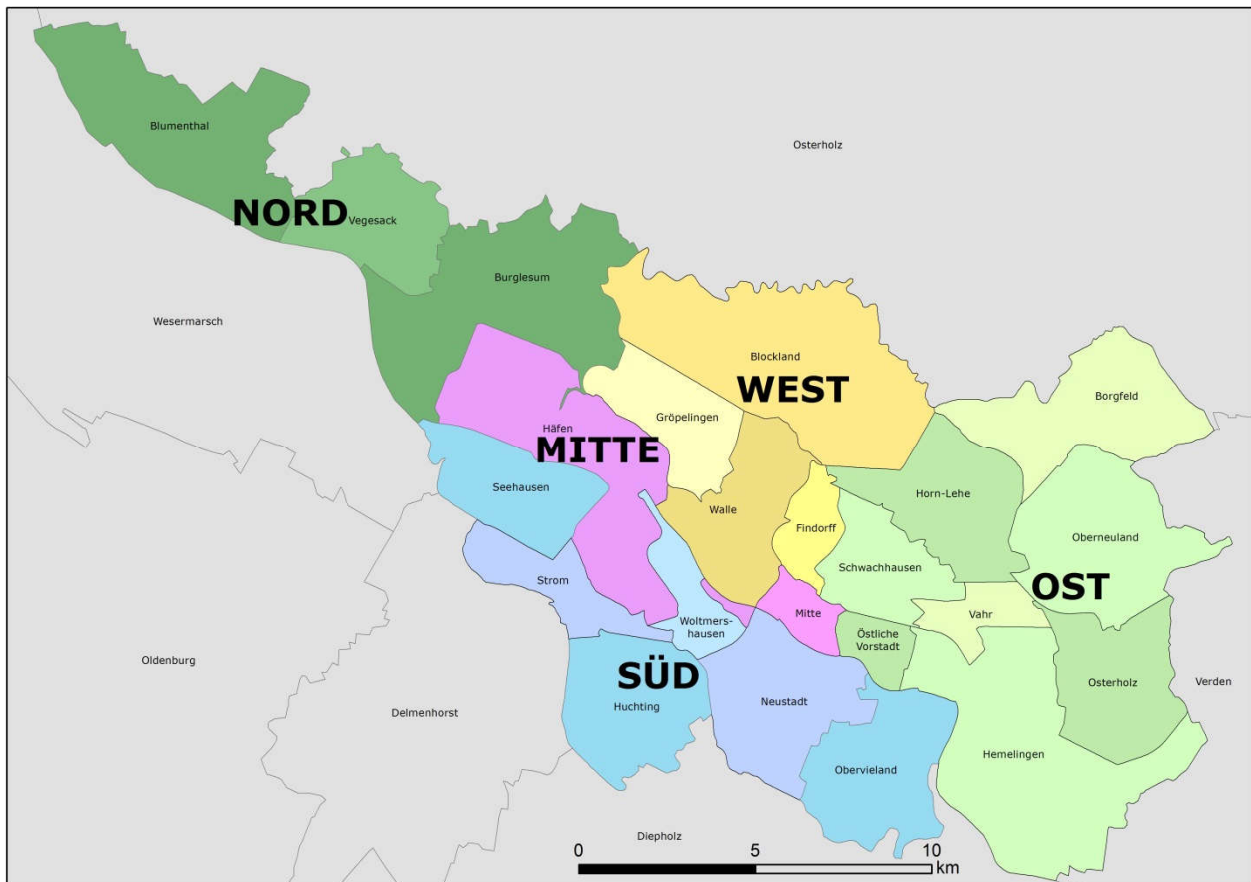 Blumenthal
Osterholz
NORD
Vegesack
Burglesum
Wesermarsch
Blockland
WEST
Borgfeld
Gröpelingen
Häfen
MITTE
Seehausen
Horn-Lehe
Walle
Findorff
Oberneuland
Schwachhausen
Strom
OST
Mitte
Vahr
Woltmers-
hausen
Östliche
Vorstadt
Oldenburg
SÜD
Osterholz
Verden
Neustadt
Huchting
Delmenhorst
Hemelingen
Obervieland
Diepholz
0 5 10
km